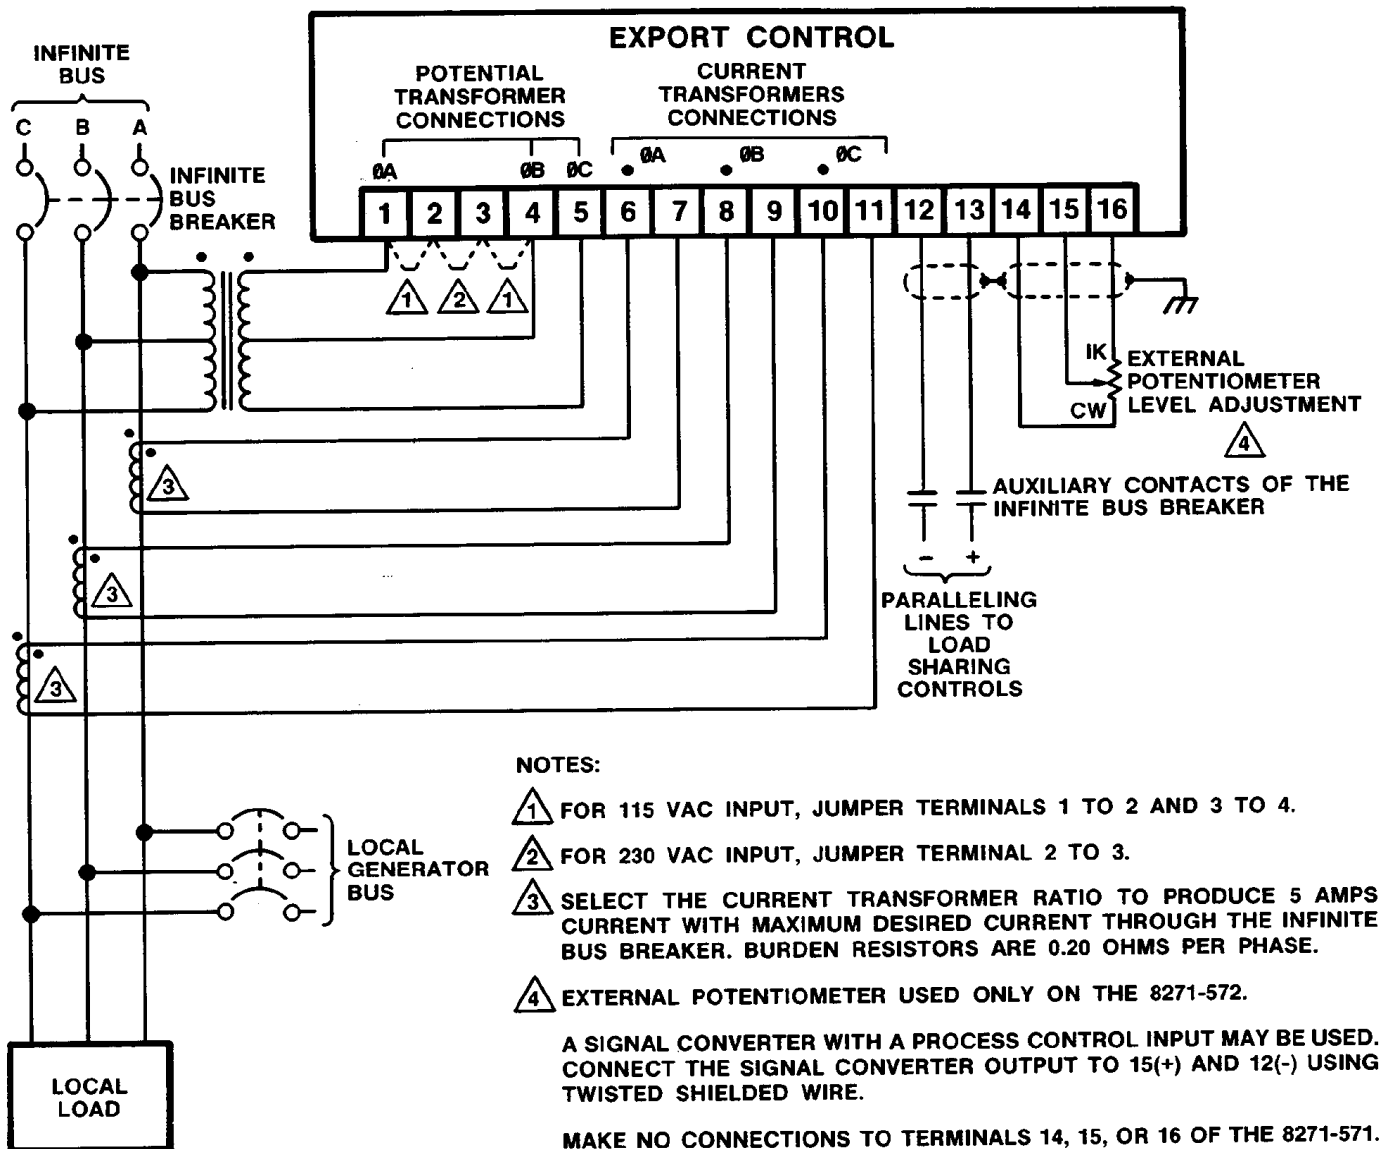 EXPORT CONTROL
INFINITE
BUS
C B A
INFINITE
BUS
BREAKER
POTENTIAL
TRANSFORMER
CONNECTIONS
CURRENT
TRANSFORMERS
CONNECTIONS
ØA ØB ØC ØA ØB ØC
1 2 3 4 5 6 7 8 9 10 11 12 13 14 15 16
1 2 1
IK
CW
EXTERNAL
POTENTIOMETER
LEVEL ADJUSTMENT
4
3
3
3
AUXILIARY CONTACTS OF THE
INFINITE BUS BREAKER
- +
PARALLELING
LINES TO
LOAD
SHARING
CONTROLS
LOCAL
GENERATOR
BUS
LOCAL
LOAD
NOTES:
1 FOR 115 VAC INPUT, JUMPER TERMINALS 1 TO 2 AND 3 TO 4.
2 FOR 230 VAC INPUT, JUMPER TERMINAL 2 TO 3.
3 SELECT THE CURRENT TRANSFORMER RATIO TO PRODUCE 5 AMPS
CURRENT WITH MAXIMUM DESIRED CURRENT THROUGH THE INFINITE
BUS BREAKER. BURDEN RESISTORS ARE 0.20 OHMS PER PHASE.
4 EXTERNAL POTENTIOMETER USED ONLY ON THE 8271-572.
A SIGNAL CONVERTER WITH A PROCESS CONTROL INPUT MAY BE USED.
CONNECT THE SIGNAL CONVERTER OUTPUT TO 15(+) AND 12(-) USING
TWISTED SHIELDED WIRE.
MAKE NO CONNECTIONS TO TERMINALS 14, 15, OR 16 OF THE 8271-571.